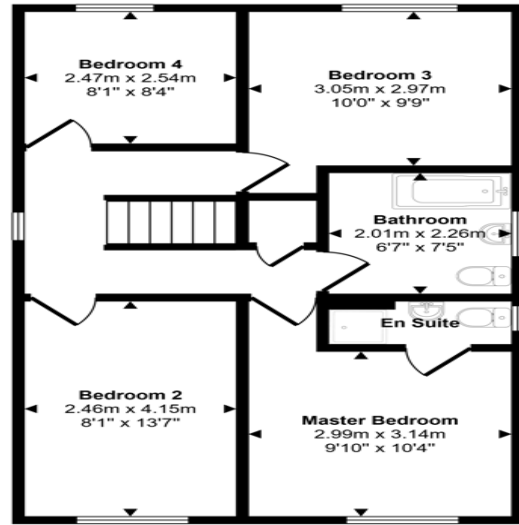 Bedroom 4
2.47m x 2.54m
8'1" x 8'4"
Bedroom 3
3.05m x 2.97m
10'0" x 9'9"
Bathroom
2.01m x 2.26m
6'7" x 7'5"
En Suite
Bedroom 2
2.46m x 4.15m
8'1" x 13'7"
Master Bedroom
2.99m x 3.14m
9'10" x 10'4"